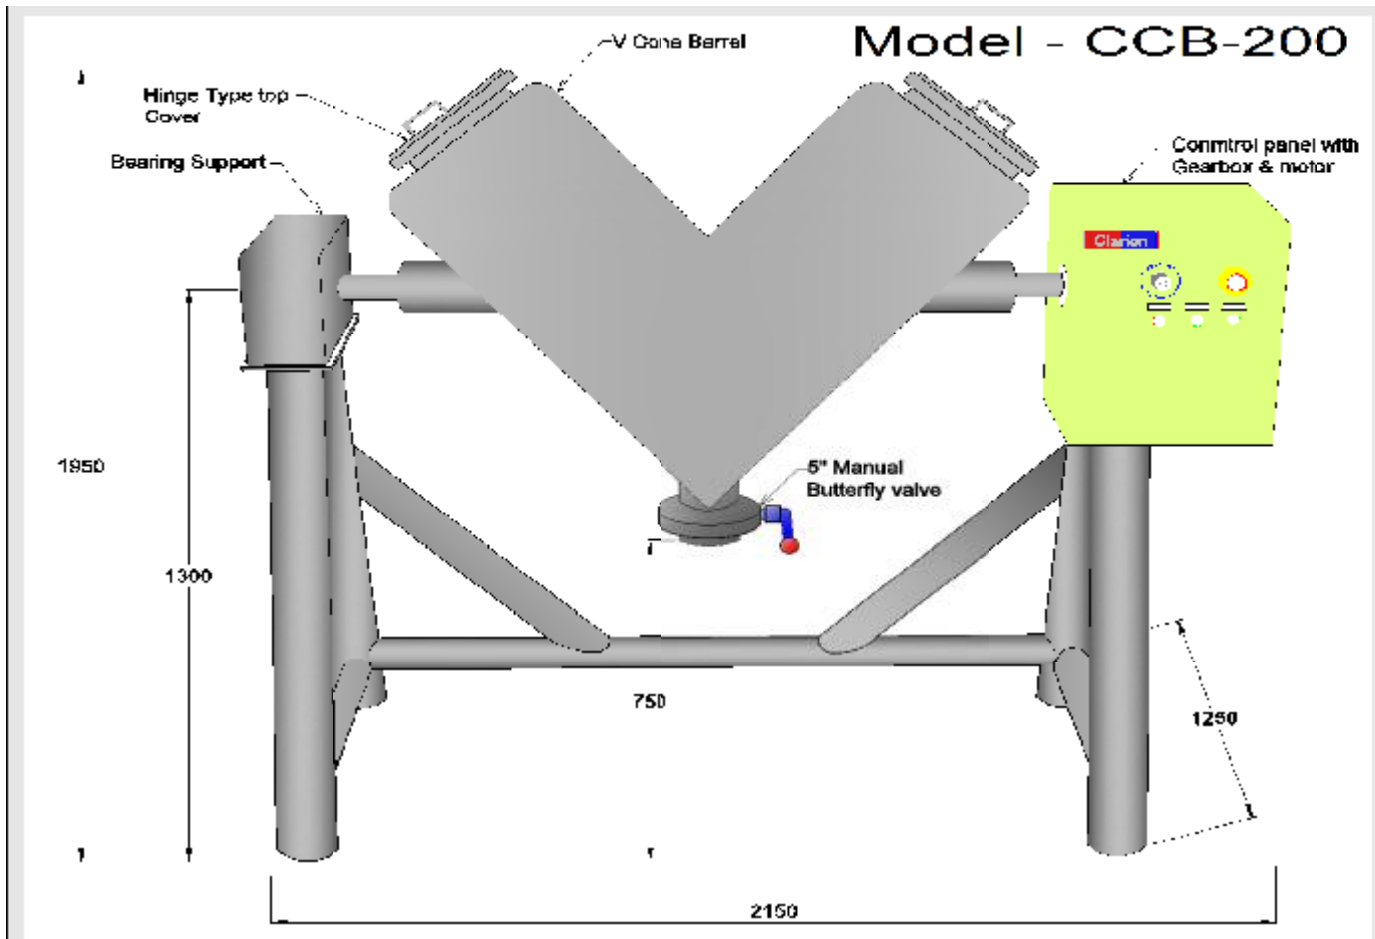 Model - CCB-200
V Cone Barrel
Hinge Type top
Cover
Bearing Support
Conmtrol panel with
Gearbox & motor
Clarion
1950
5" Manual
Butterfly valve
1300
750
1250
2150